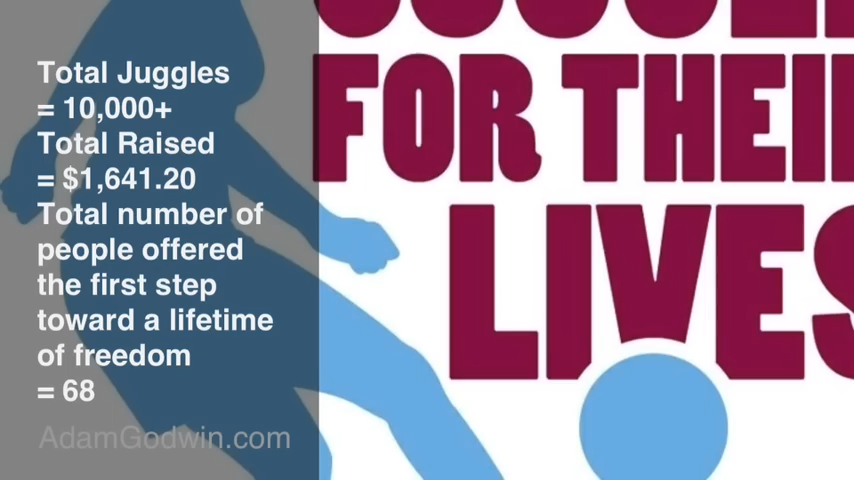 Total Juggles
= 10,000+
Total Raised
= $1,641.20
Total number of
people offered
the first step
toward a lifetime
of freedom
= 68
AdamGodwin.com
FOR THEIR
LIVES